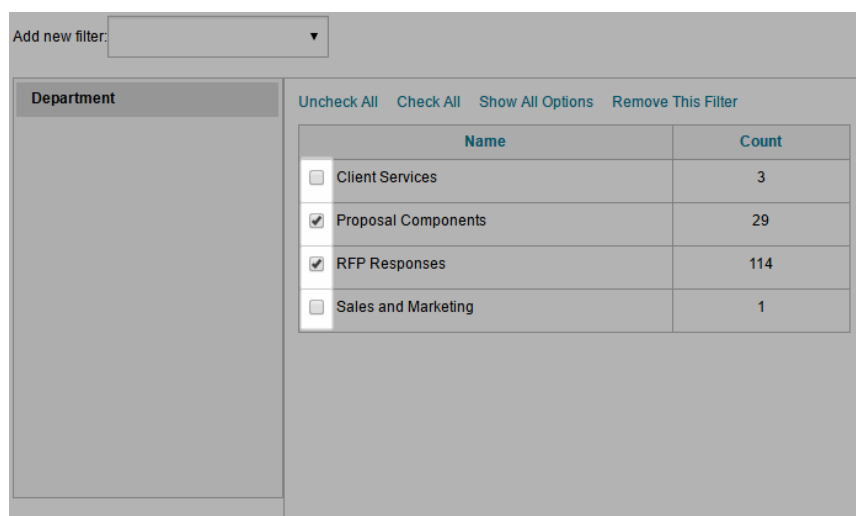 Add new filter:
Department
Uncheck All Check All Show All Options Remove This Filter
Name Count
Client Services 3
Proposal Components 29
RFP Responses 114
Sales and Marketing 1